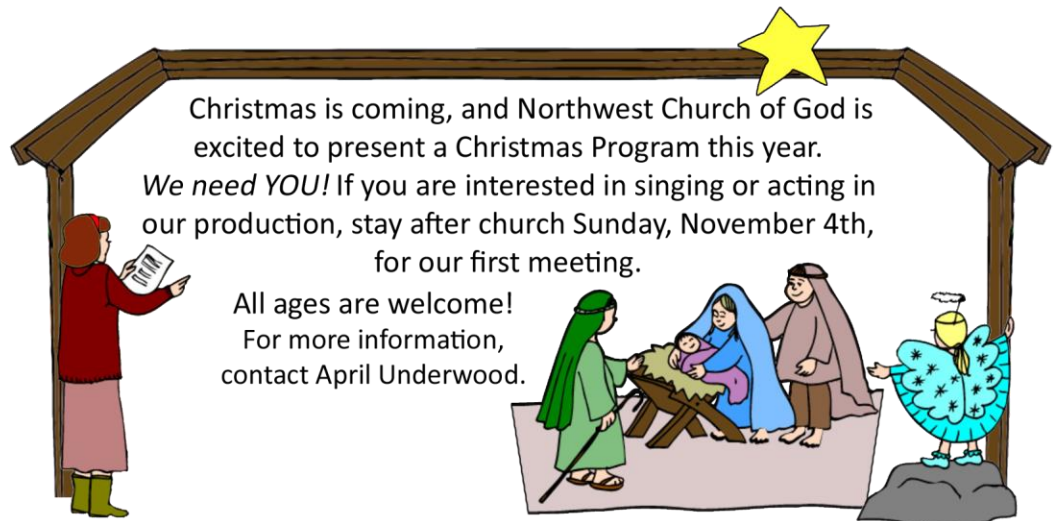 Christmas is coming, and Northwest Church of God is
excited to present a Christmas Program this year.
We need YOU! If you are interested in singing or acting in
our production, stay after church Sunday, November 4th,
for our first meeting.
All ages are welcome!
For more information,
contact April Underwood.